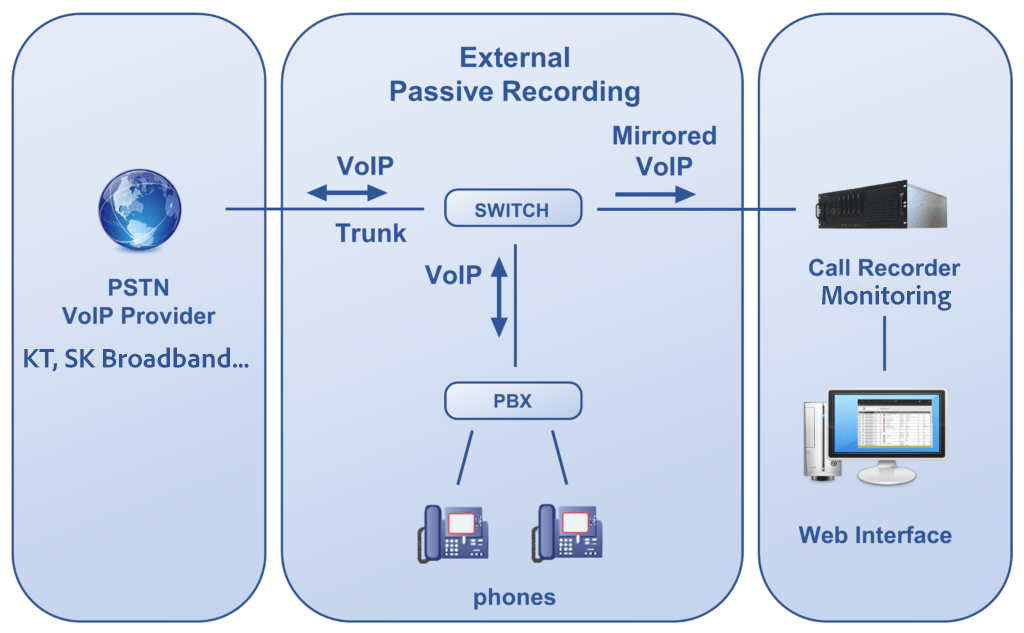 External
Passive Recording
PSTN
VoIP Provider
KT, SK Broadband...
VoIP
Trunk
SWITCH
Mirrored
VoIP
VoIP
PBX
phones
Call Recorder
Monitoring
Web Interface